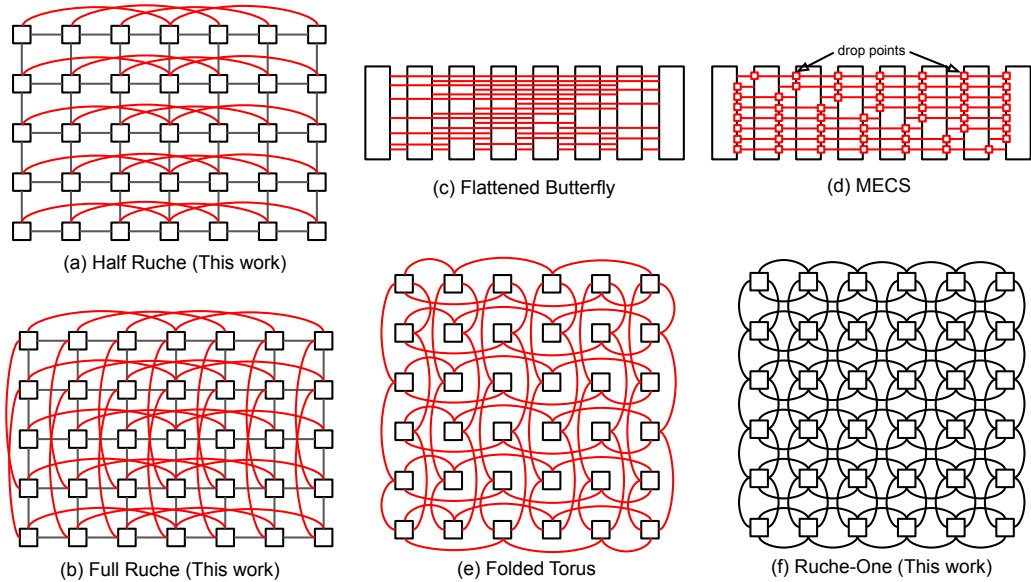 drop points
(c) Flattened Butterfly
(d) MECS
(a) Half Ruche (This work)
(b) Full Ruche (This work)
(e) Folded Torus
(f) Ruche-One (This work)